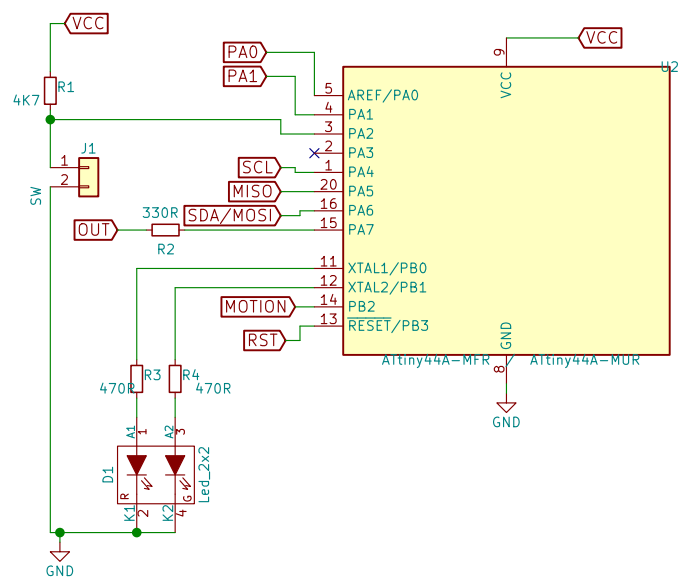 VCC
R1
4K7
J1
1
2
SW
PA0
PA1
SCL
MISO
SDA/MOSI
OUT
330R
R2
MOTION
RST
U2
VCC
9
VCC
5 AREF/PA0
4 PA1
3 PA2
2 PA3
1 PA4
20 PA5
16 PA6
15 PA7
11 XTAL1/PB0
12 XTAL2/PB1
14 PB2
13 RESET/PB3
GND
8
ATtiny44A-MFR
ATtiny44A-MUR
GND
R3
470R
R4
470R
A1
1
A2
3
D1
Led_2x2
R
G
K1
2
K2
4
GND